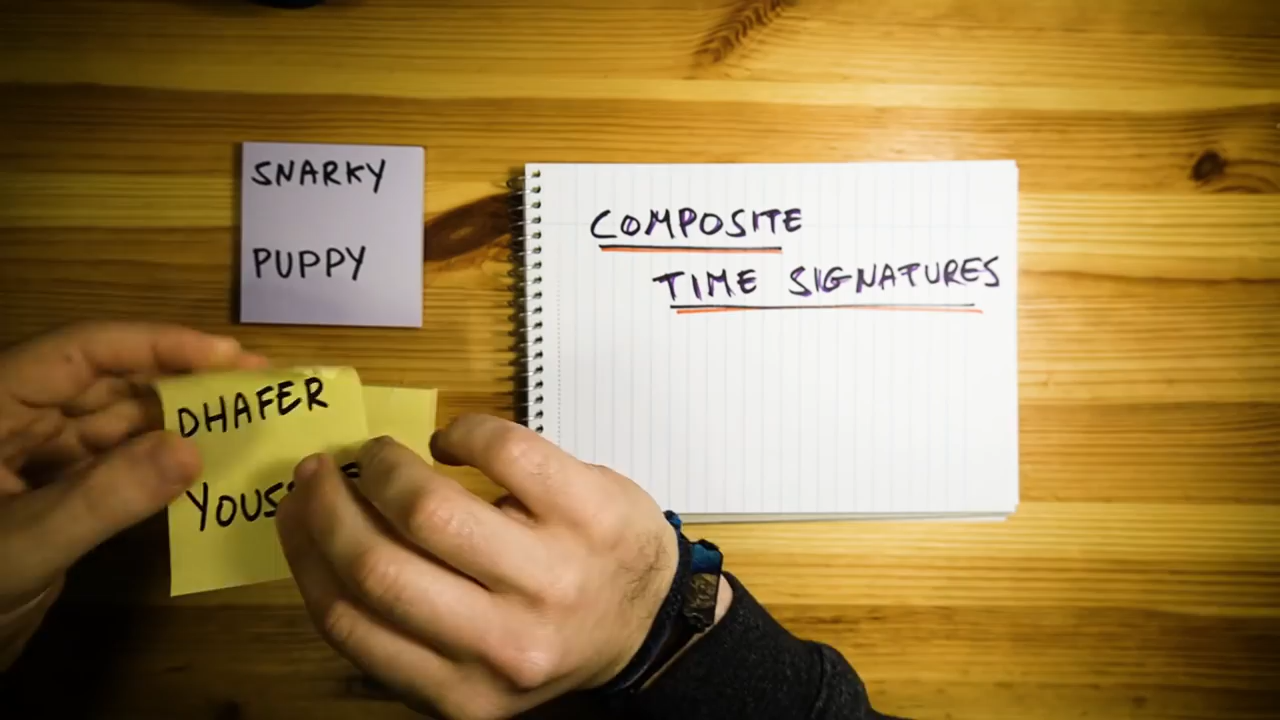 SNARKY
PUPPY
COMPOSITE
TIME SIGNATURES
DHAFER